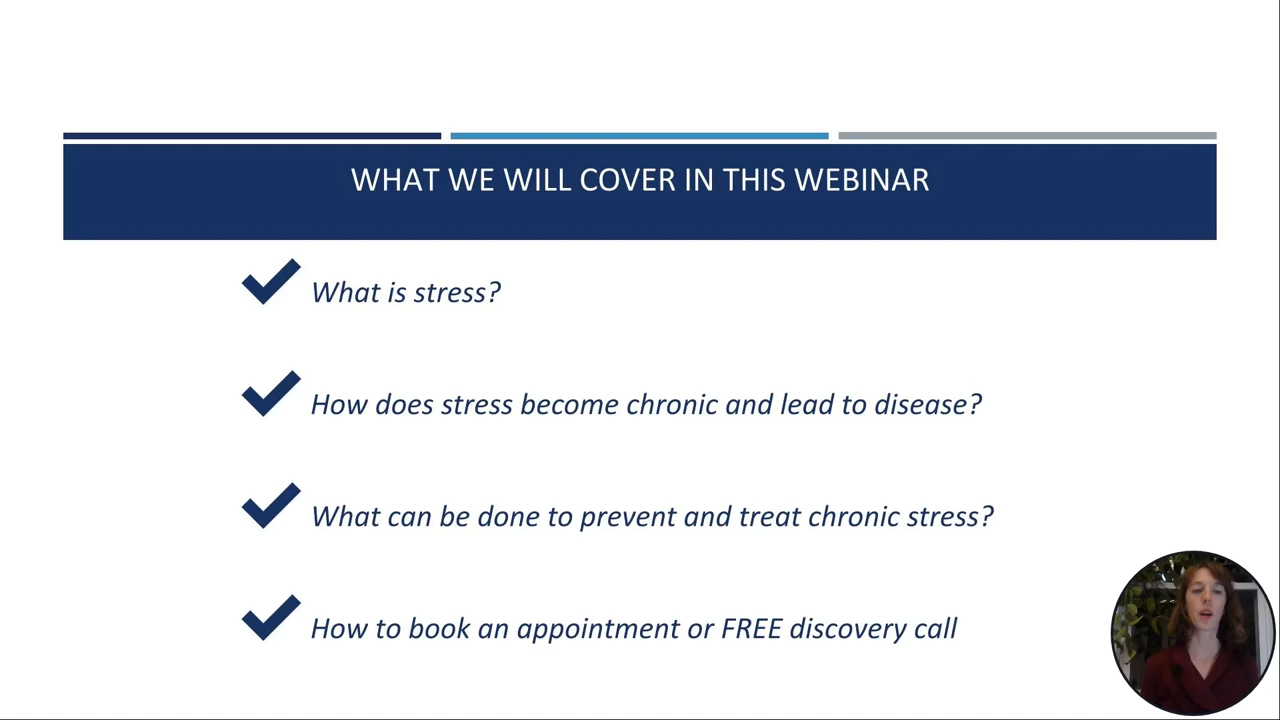 WHAT WE WILL COVER IN THIS WEBINAR
What is stress?
How does stress become chronic and lead to disease?
What can be done to prevent and treat chronic stress?
How to book an appointment or FREE discovery call